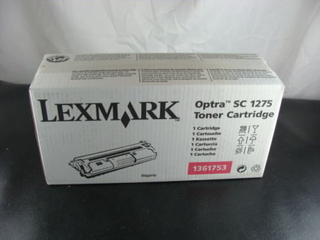 LEXMARK
Optra™ SC 1275
Toner Cartridge
1 Cartridge
1 Cartouche
1 Kassette
1 Cartuccia
1 Cartucho
1 Cartucho
1361753
Magenta